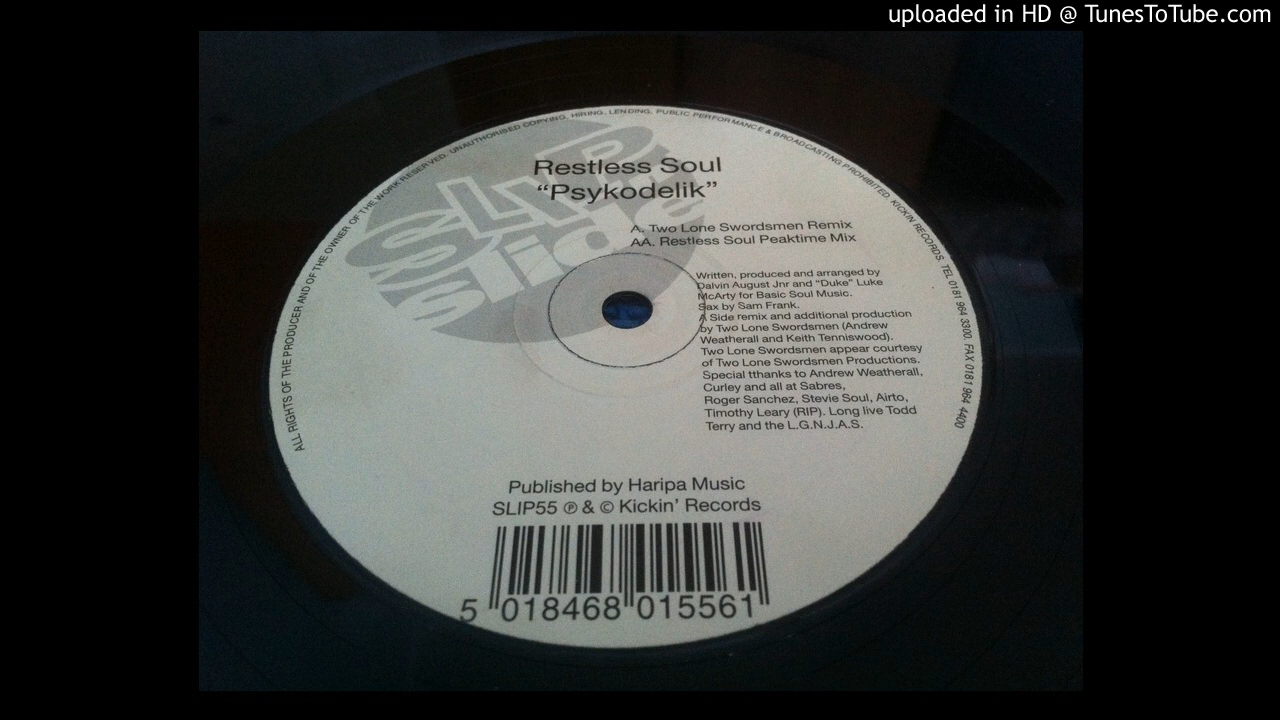 uploaded in HD @ TunesToTube.com
ALL RIGHTS OF THE PRODUCER AND OF THE OWNER OF THE WORK RESERVED. UNAUTHORISED COPYING, HIRING, LENDING, PUBLIC PERFORMANCE & BROADCASTING PROHIBITED. KICKIN RECORDS. TEL 0181 964 3300. FAX 0181 964 4400
SLIP
'n'
slide
Restless Soul
“Psykodelik”
A. Two Lone Swordsmen Remix
AA. Restless Soul Peaktime Mix
Written, produced and arranged by
Dalvin August Jnr and “Duke” Luke
McArty for Basic Soul Music.
Sax by Sam Frank.
A Side remix and additional production
by Two Lone Swordsmen (Andrew
Weatherall and Keith Tenniswood).
Two Lone Swordsmen appear courtesy
of Two Lone Swordsmen Productions.
Special tthanks to Andrew Weatherall,
Curley and all at Sabres,
Roger Sanchez, Stevie Soul, Airto,
Timothy Leary (RIP). Long live Todd
Terry and the L.G.N.J.A.S.
Published by Haripa Music
SLIP55 ℗ & © Kickin’ Records
5 018468 015561